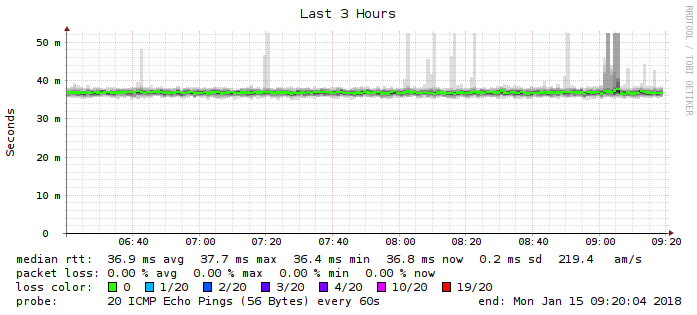 Last 3 Hours
RRDTOOL / TOBI OETIKER
Seconds
50 m
40 m
30 m
20 m
10 m
0
06:40 07:00 07:20 07:40 08:00 08:20 08:40 09:00 09:20
median rtt: 36.9 ms avg 37.7 ms max 36.4 ms min 36.8 ms now 0.2 ms sd 219.4 am/s
packet loss: 0.00 % avg 0.00 % max 0.00 % min 0.00 % now
loss color: 0 1/20 2/20 3/20 4/20 10/20 19/20
probe: 20 ICMP Echo Pings (56 Bytes) every 60s end: Mon Jan 15 09:20:04 2018